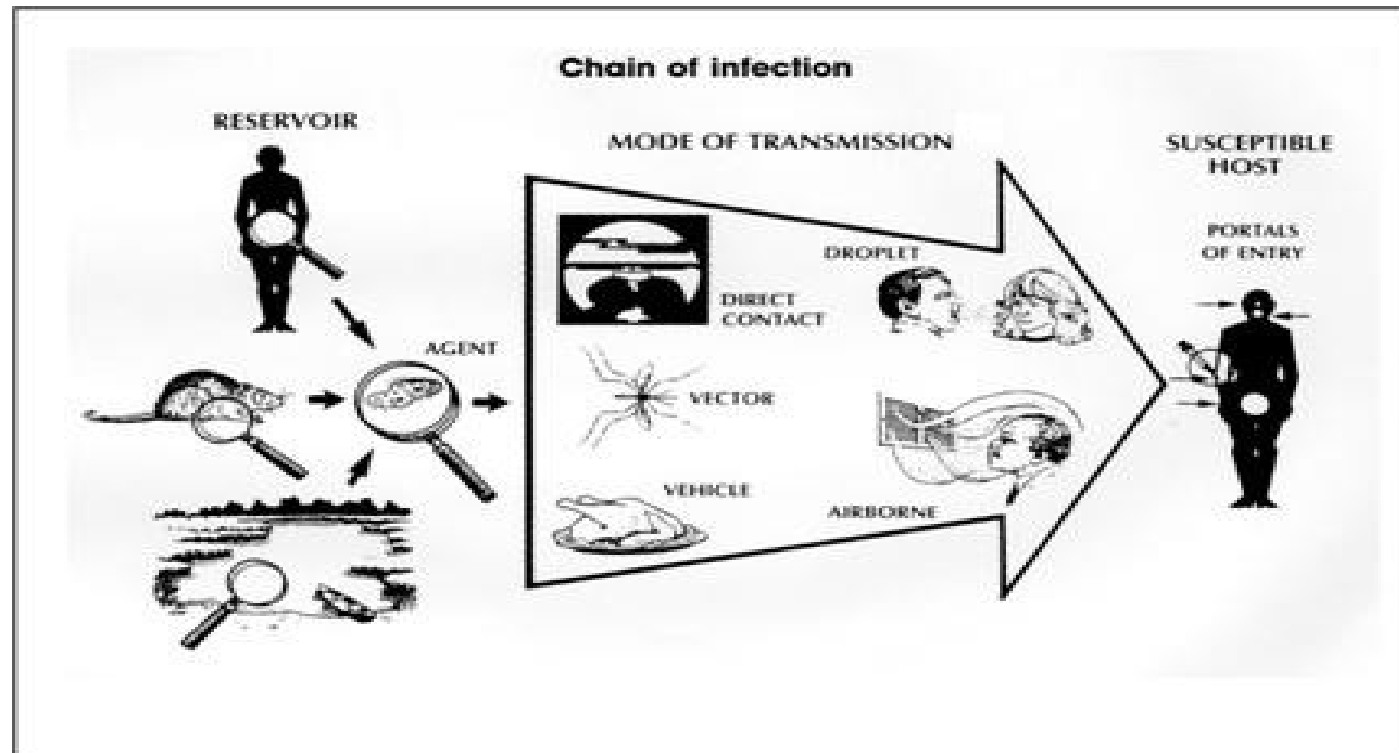 Chain of infection
RESERVOIR
MODE OF TRANSMISSION
SUSCEPTIBLE
HOST
PORTALS
OF ENTRY
DROPLET
DIRECT
CONTACT
AGENT
VECTOR
VEHICLE
AIRBORNE